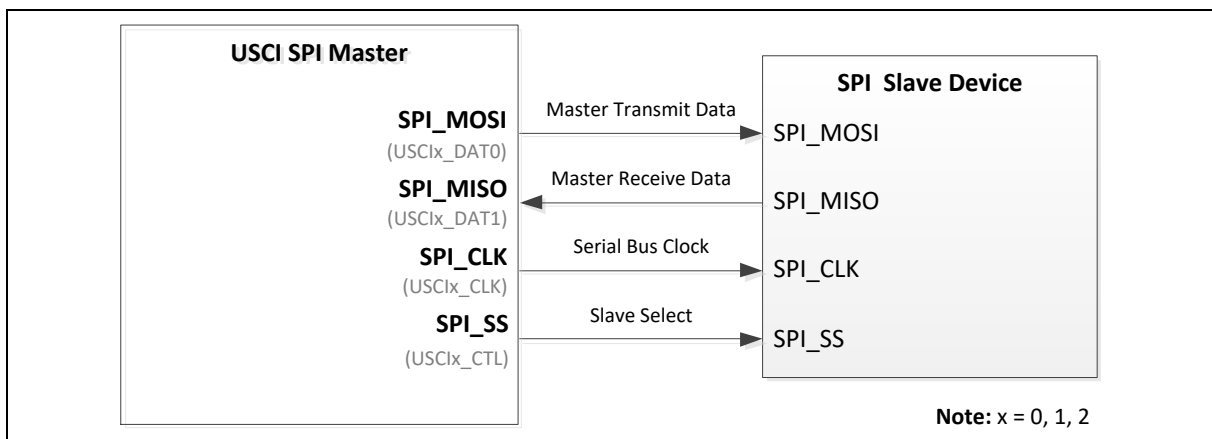 USCI SPI Master
SPI Slave Device
SPI_MOSI
(USCIx_DAT0)
Master Transmit Data
SPI_MOSI
SPI_MISO
(USCIx_DAT1)
Master Receive Data
SPI_MISO
SPI_CLK
(USCIx_CLK)
Serial Bus Clock
SPI_CLK
SPI_SS
(USCIx_CTL)
Slave Select
SPI_SS
Note: x = 0, 1, 2